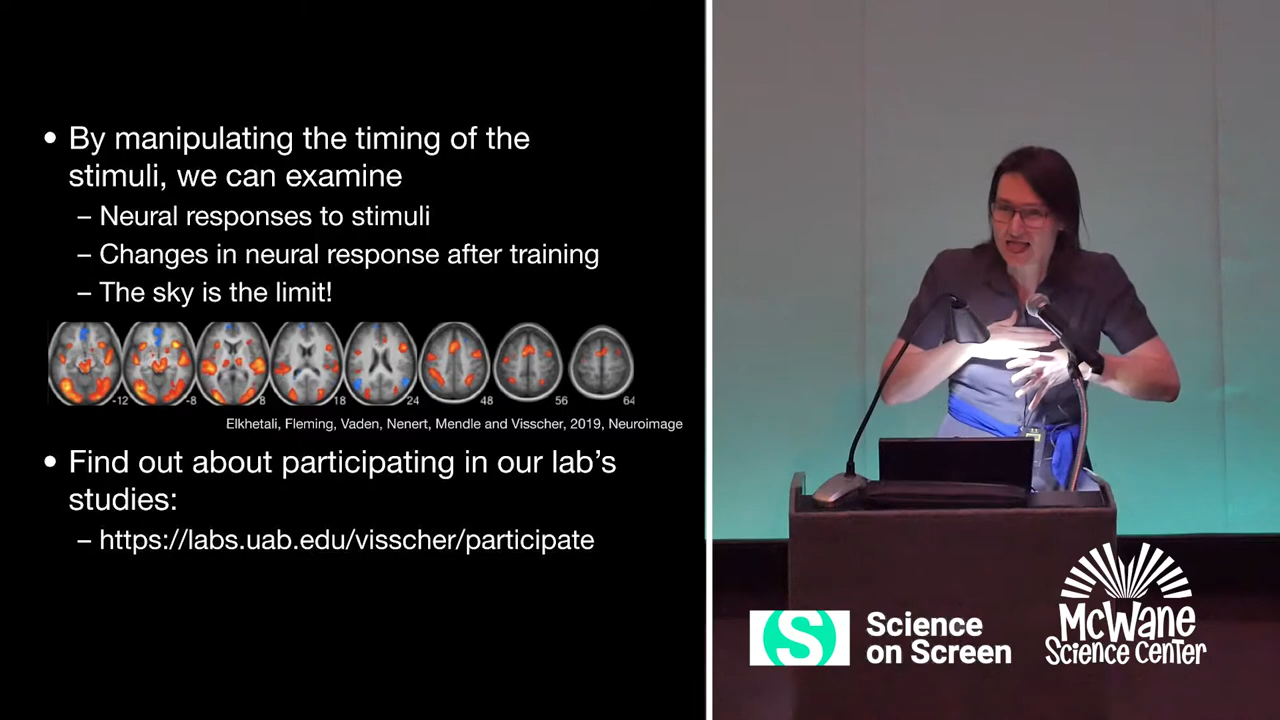 • By manipulating the timing of the
stimuli, we can examine
– Neural responses to stimuli
– Changes in neural response after training
– The sky is the limit!
-12
-8
8
18
24
48
56
64
Elkhetali, Fleming, Vaden, Nenert, Mendle and Visscher, 2019, Neuroimage
• Find out about participating in our lab's
studies:
– https://labs.uab.edu/visscher/participate
S
Science
on Screen
McWane
Science Center